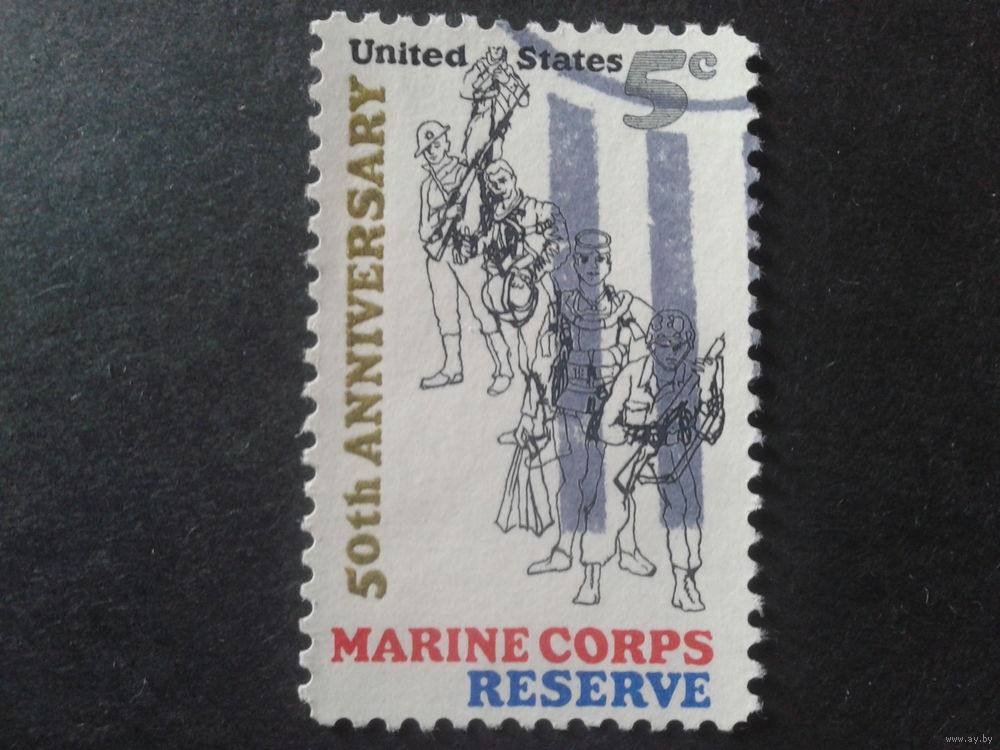 United States 5c
50th ANNIVERSARY
MARINE CORPS
RESERVE
www.ay.by